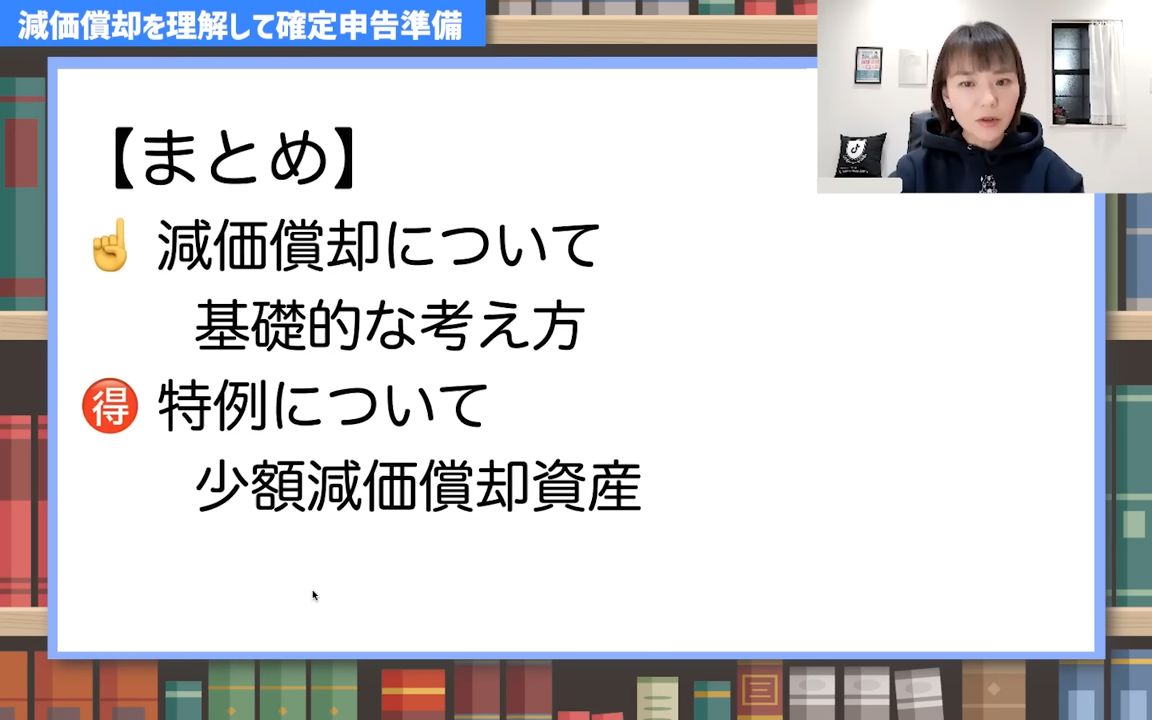 減価償却を理解して確定申告準備
【まとめ】
☝️ 減価償却について
基礎的な考え方
🉐 特例について
少額減価償却資産